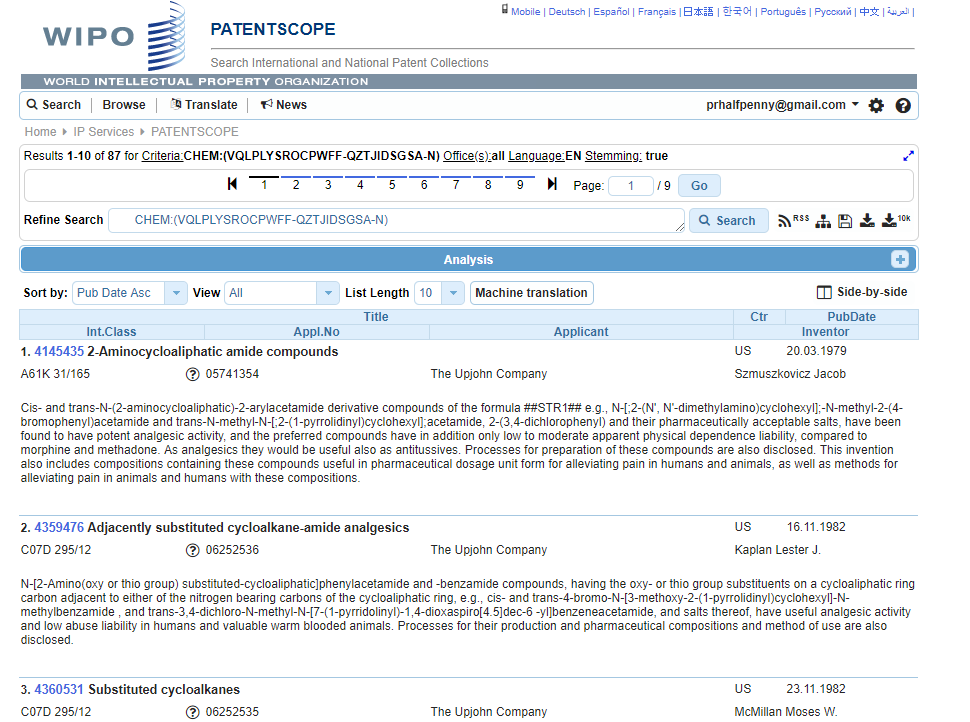 Mobile | Deutsch | Español | Français | 日本語 | 한국어 | Português | Русский | 中文 | العربية |
WIPO
PATENTSCOPE
Search International and National Patent Collections
WORLD INTELLECTUAL PROPERTY ORGANIZATION
Search Browse Translate News prhalfpenny@gmail.com
Home IP Services PATENTSCOPE
Results 1-10 of 87 for Criteria:CHEM:(VQLPLYSROCPWFF-QZTJIDSGSA-N) Office(s):all Language:EN Stemming: true
1 2 3 4 5 6 7 8 9 Page: 1 / 9 Go
Refine Search CHEM:(VQLPLYSROCPWFF-QZTJIDSGSA-N) Search RSS 10k
Analysis
Sort by: Pub Date Asc View All List Length 10 Machine translation Side-by-side
Title Ctr PubDate
Int.Class Appl.No Applicant Inventor
1. 4145435 2-Aminocycloaliphatic amide compounds US 20.03.1979
A61K 31/165 05741354 The Upjohn Company Szmuszkovicz Jacob
Cis- and trans-N-(2-aminocycloaliphatic)-2-arylacetamide derivative compounds of the formula ##STR1## e.g., N-[;2-(N', N'-dimethylamino)cyclohexyl];-N-methyl-2-(4-
bromophenyl)acetamide and trans-N-methyl-N-[;2-(1-pyrrolidinyl)cyclohexyl];acetamide, 2-(3,4-dichlorophenyl) and their pharmaceutically acceptable salts, have been
found to have potent analgesic activity, and the preferred compounds have in addition only low to moderate apparent physical dependence liability, compared to
morphine and methadone. As analgesics they would be useful also as antitussives. Processes for preparation of these compounds are also disclosed. This invention
also includes compositions containing these compounds useful in pharmaceutical dosage unit form for alleviating pain in humans and animals, as well as methods for
alleviating pain in animals and humans with these compositions.
2. 4359476 Adjacently substituted cycloalkane-amide analgesics US 16.11.1982
C07D 295/12 06252536 The Upjohn Company Kaplan Lester J.
N-[2-Amino(oxy or thio group) substituted-cycloaliphatic]phenylacetamide and -benzamide compounds, having the oxy- or thio group substituents on a cycloaliphatic ring
carbon adjacent to either of the nitrogen bearing carbons of the cycloaliphatic ring, e.g., cis- and trans-4-bromo-N-[3-methoxy-2-(1-pyrrolidinyl)cyclohexyl]-N-
methylbenzamide , and trans-3,4-dichloro-N-methyl-N-[7-(1-pyrridolinyl)-1,4-dioxaspiro[4.5]dec-6 -yl]benzeneacetamide, and salts thereof, have useful analgesic activity
and low abuse liability in humans and valuable warm blooded animals. Processes for their production and pharmaceutical compositions and method of use are also
disclosed.
3. 4360531 Substituted cycloalkanes US 23.11.1982
C07D 295/12 06252535 The Upjohn Company McMillan Moses W.